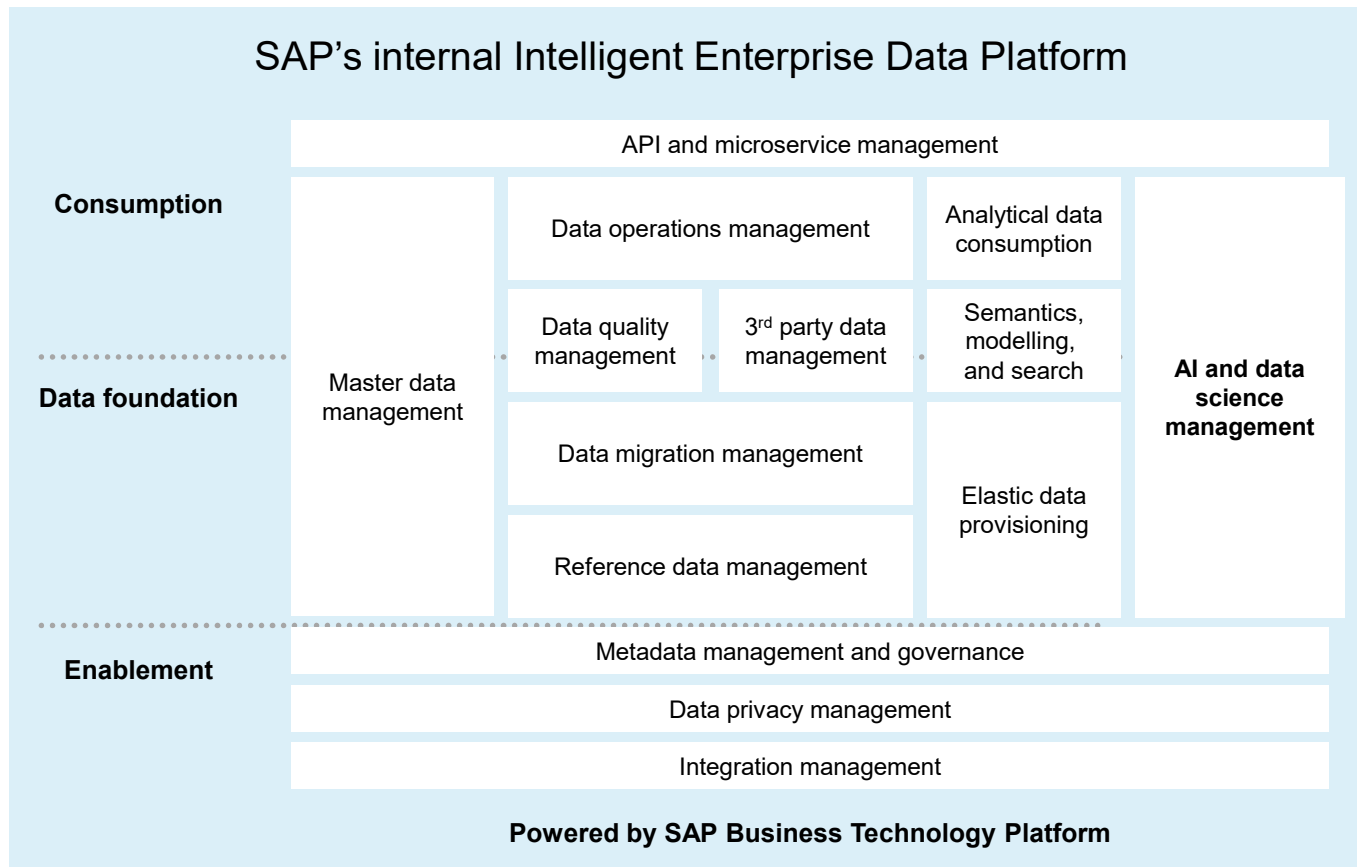 SAP's internal Intelligent Enterprise Data Platform
API and microservice management
Consumption
Data operations management
Analytical data
consumption
Data quality
management
3rd party data
management
Semantics,
modelling,
and search
Data foundation
Master data
management
AI and data
science
management
Data migration management
Elastic data
provisioning
Reference data management
Enablement
Metadata management and governance
Data privacy management
Integration management
Powered by SAP Business Technology Platform